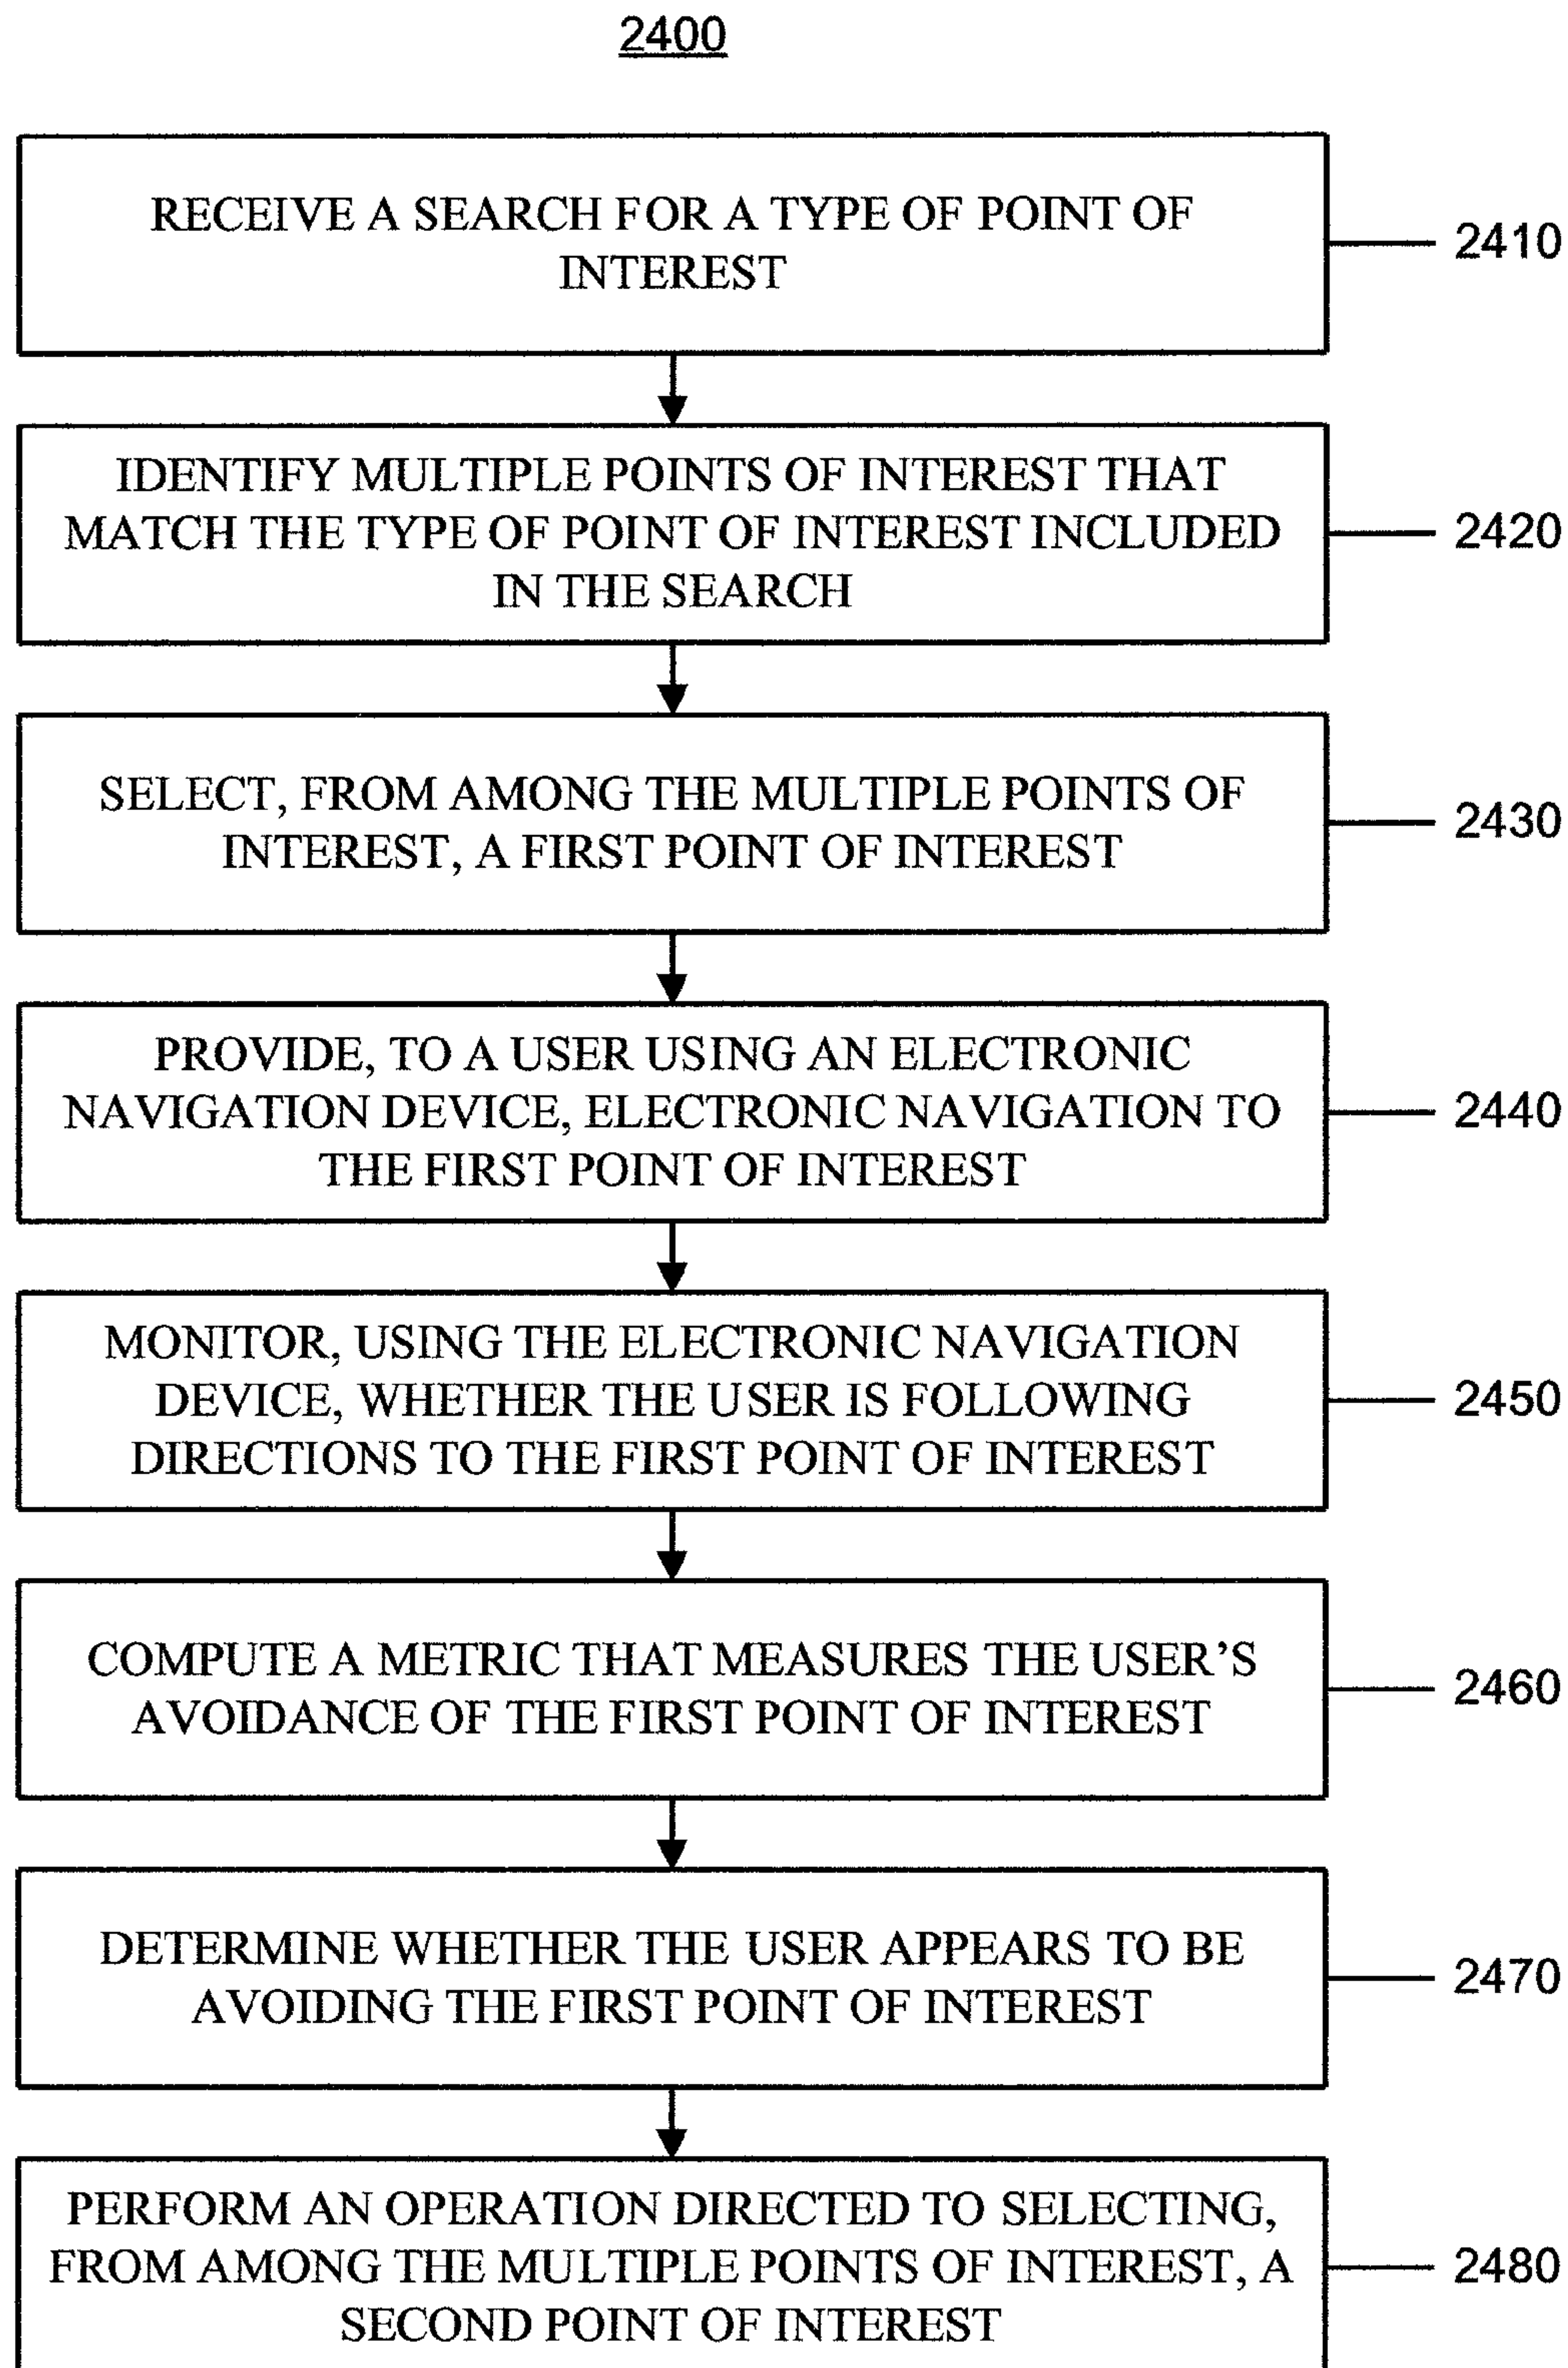 2400
RECEIVE A SEARCH FOR A TYPE OF POINT OF
INTEREST
2410
IDENTIFY MULTIPLE POINTS OF INTEREST THAT
MATCH THE TYPE OF POINT OF INTEREST INCLUDED
IN THE SEARCH
2420
SELECT, FROM AMONG THE MULTIPLE POINTS OF
INTEREST, A FIRST POINT OF INTEREST
2430
PROVIDE, TO A USER USING AN ELECTRONIC
NAVIGATION DEVICE, ELECTRONIC NAVIGATION TO
THE FIRST POINT OF INTEREST
2440
MONITOR, USING THE ELECTRONIC NAVIGATION
DEVICE, WHETHER THE USER IS FOLLOWING
DIRECTIONS TO THE FIRST POINT OF INTEREST
2450
COMPUTE A METRIC THAT MEASURES THE USER’S
AVOIDANCE OF THE FIRST POINT OF INTEREST
2460
DETERMINE WHETHER THE USER APPEARS TO BE
AVOIDING THE FIRST POINT OF INTEREST
2470
PERFORM AN OPERATION DIRECTED TO SELECTING,
FROM AMONG THE MULTIPLE POINTS OF INTEREST, A
SECOND POINT OF INTEREST
2480